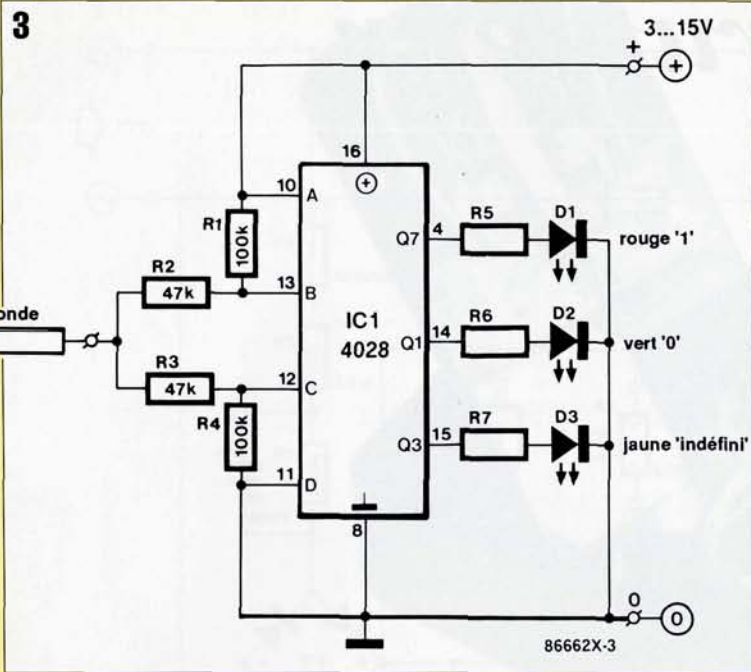 3
3...15V
+
+
16
+
10 A
R1
100k
Q7 4
R5
D1
rouge '1'
R2
47k
13 B
IC1
4028
Q1 14
R6
D2
vert '0'
R3
47k
12 C
R4
100k
Q3 15
R7
D3
jaune 'indéfini'
11 D
8
0
0
86662X-3